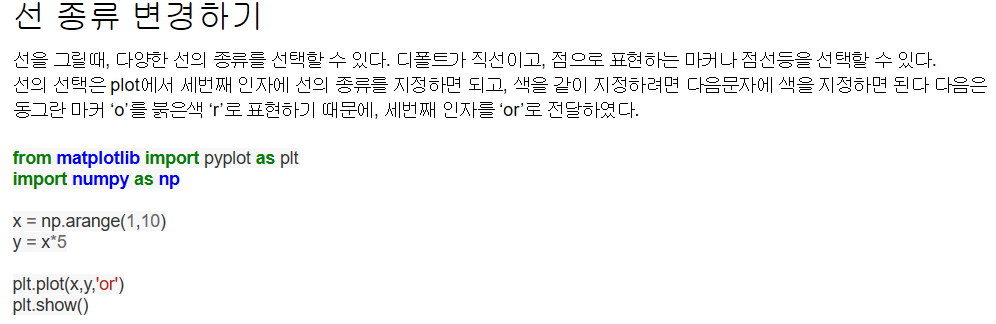 선 종류 변경하기
선을 그릴때, 다양한 선의 종류를 선택할 수 있다. 디폴트가 직선이고, 점으로 표현하는 마커나 점선등을 선택할 수 있다.
선의 선택은 plot에서 세번째 인자에 선의 종류를 지정하면 되고, 색을 같이 지정하려면 다음문자에 색을 지정하면 된다 다음은
동그란 마커 ‘o’를 붉은색 ‘r’로 표현하기 때문에, 세번째 인자를 ‘or’로 전달하였다.
from matplotlib import pyplot as plt
import numpy as np
x = np.arange(1,10)
y = x*5
plt.plot(x,y,'or')
plt.show()